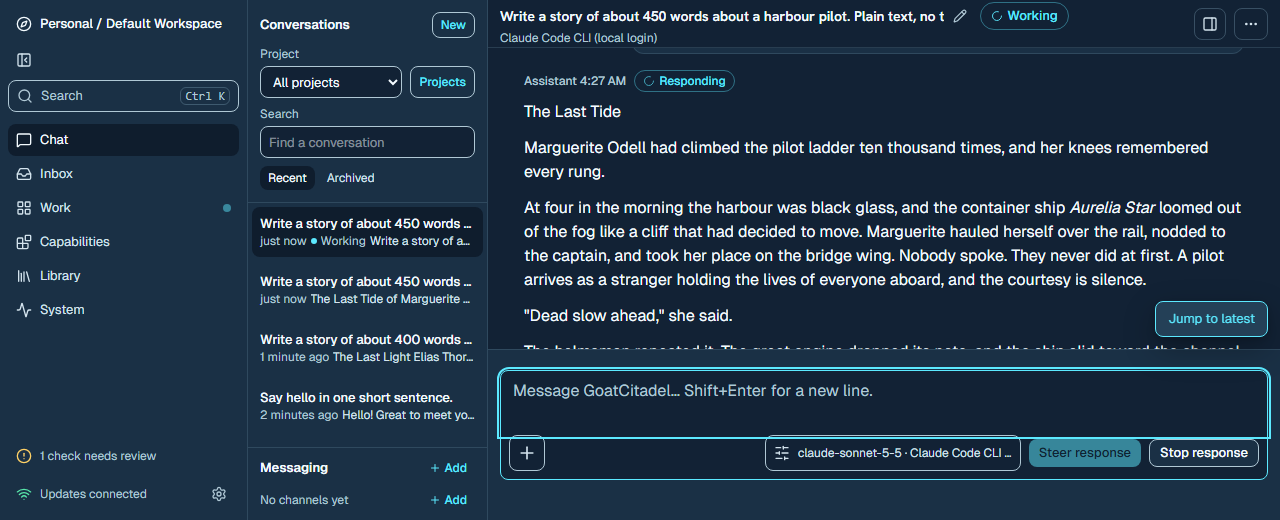 Personal / Default Workspace
Search
Ctrl K
Chat
Inbox
Work
Capabilities
Library
System
1 check needs review
Updates connected
Conversations
New
Project
All projects
Projects
Search
Find a conversation
Recent
Archived
Write a story of about 450 words ...
just now • Working Write a story of a...
Write a story of about 450 words ...
just now The Last Tide of Marguerite ...
Write a story of about 400 words ...
1 minute ago The Last Light Elias Thor...
Say hello in one short sentence.
2 minutes ago Hello! Great to meet yo...
Messaging
+ Add
No channels yet
+ Add
Write a story of about 450 words about a harbour pilot. Plain text, no t
Working
Claude Code CLI (local login)
Assistant 4:27 AM
Responding
The Last Tide
Marguerite Odell had climbed the pilot ladder ten thousand times, and her knees remembered
every rung.
At four in the morning the harbour was black glass, and the container ship Aurelia Star loomed out
of the fog like a cliff that had decided to move. Marguerite hauled herself over the rail, nodded to
the captain, and took her place on the bridge wing. Nobody spoke. They never did at first. A pilot
arrives as a stranger holding the lives of everyone aboard, and the courtesy is silence.
"Dead slow ahead," she said.
Jump to latest
Message GoatCitadel... Shift+Enter for a new line.
claude-sonnet-5-5 · Claude Code CLI ...
Steer response
Stop response